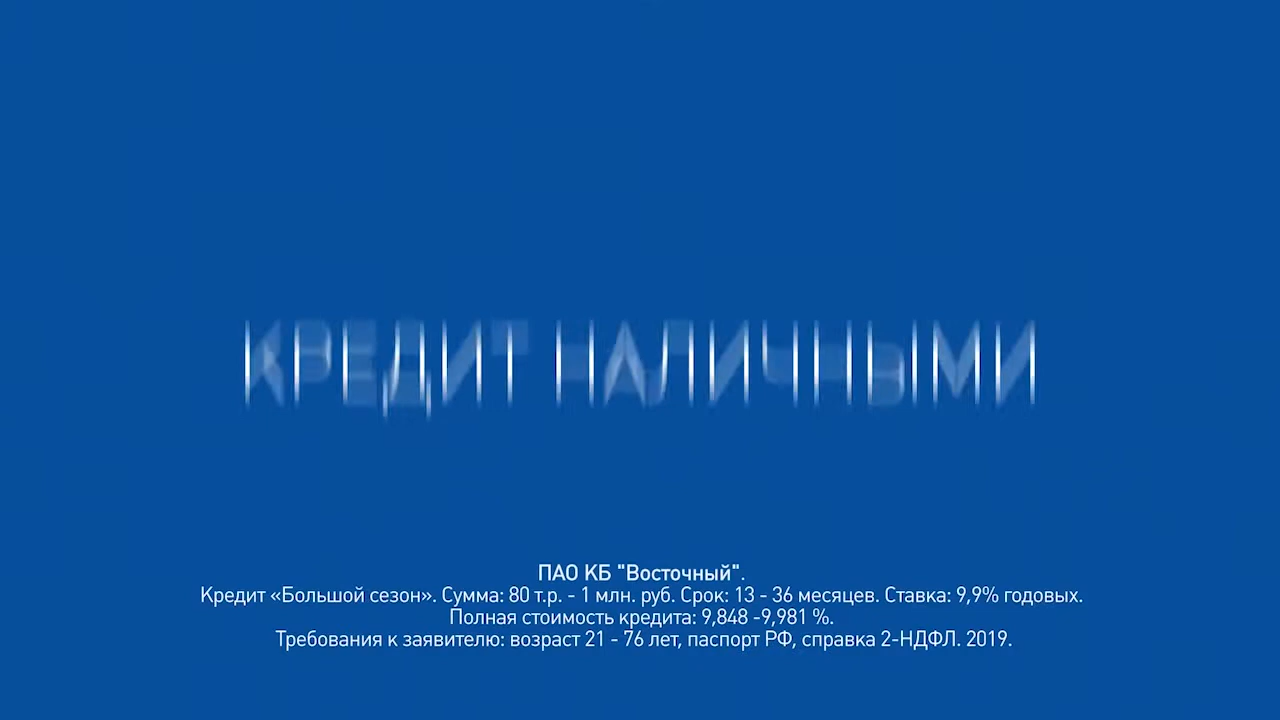 КРЕДИТ НАЛИЧНЫМИ
ПАО КБ "Восточный".
Кредит «Большой сезон». Сумма: 80 т.р. - 1 млн. руб. Срок: 13 - 36 месяцев. Ставка: 9,9% годовых.
Полная стоимость кредита: 9,848 -9,981 %.
Требования к заявителю: возраст 21 - 76 лет, паспорт РФ, справка 2-НДФЛ. 2019.